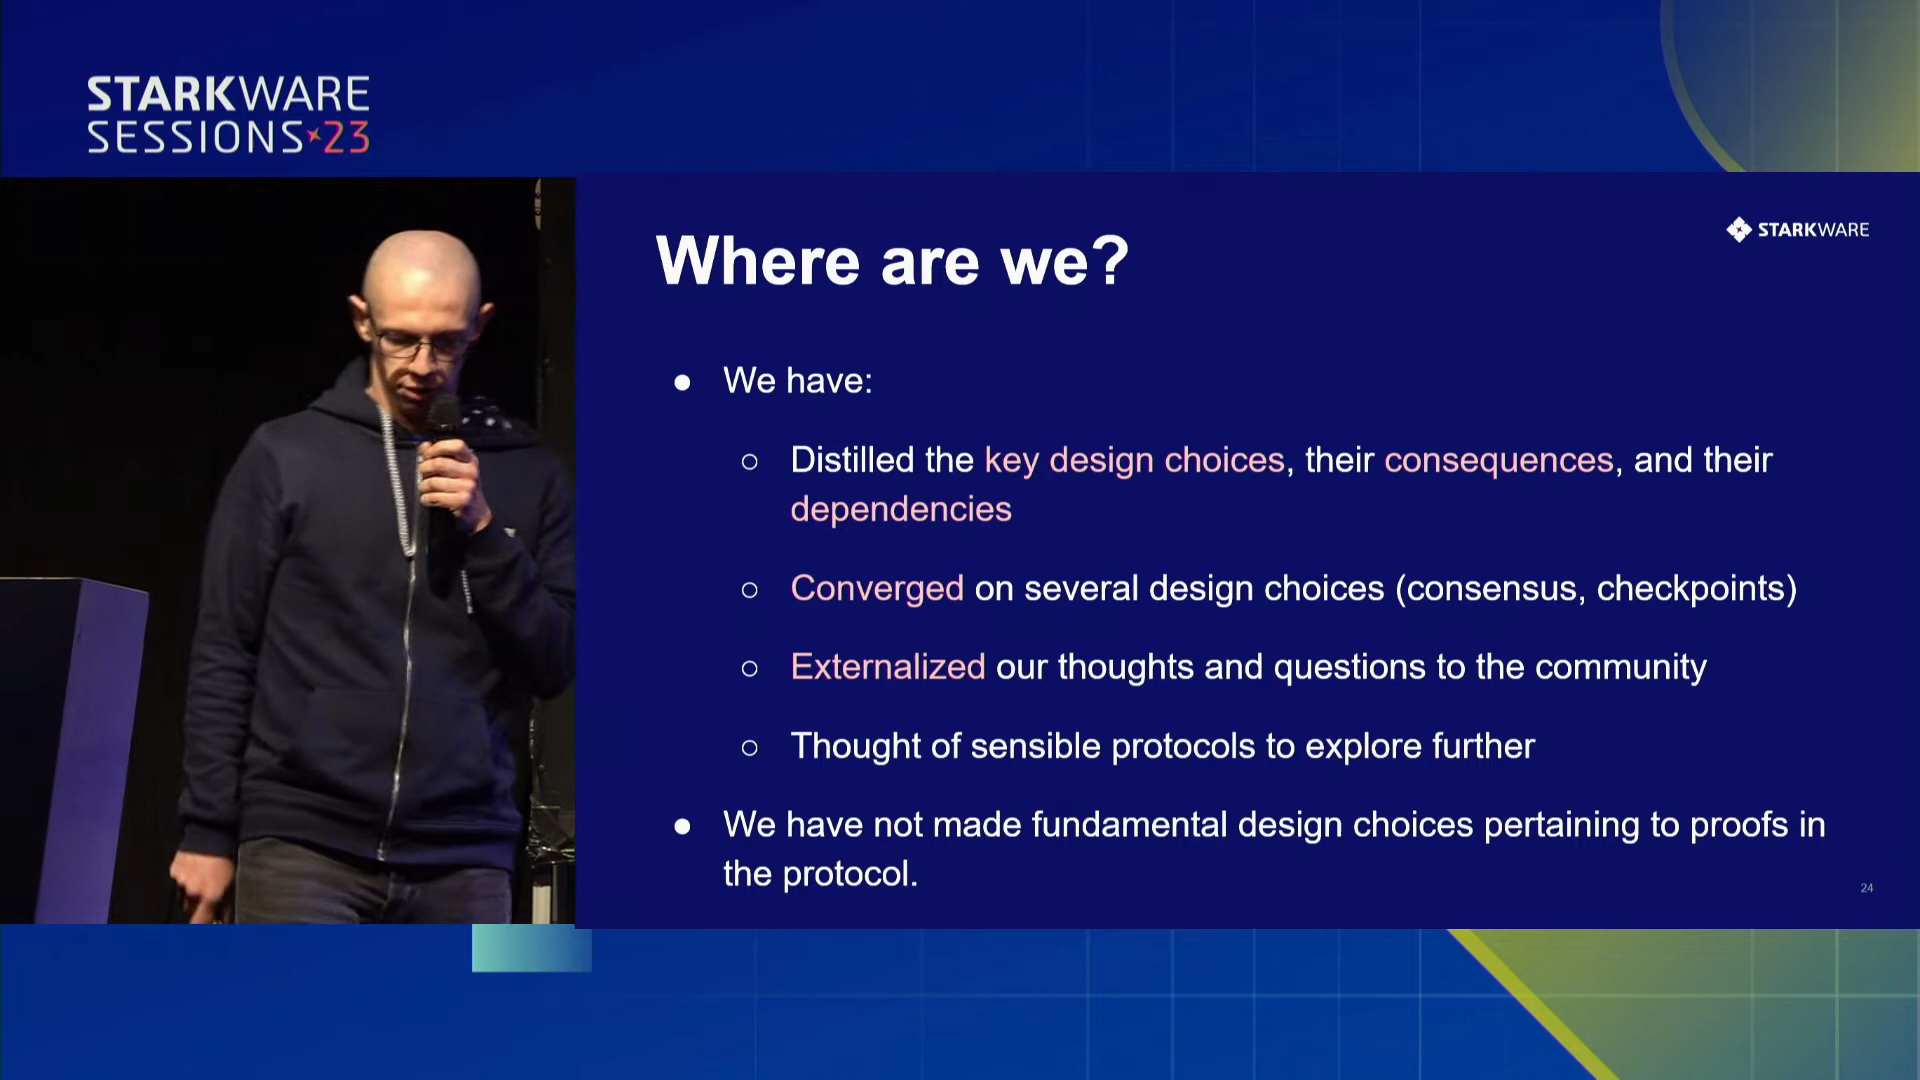 STARKWARE
SESSIONS 23
STARKWARE
Where are we?
● We have:
○ Distilled the key design choices, their consequences, and their
dependencies
○ Converged on several design choices (consensus, checkpoints)
○ Externalized our thoughts and questions to the community
○ Thought of sensible protocols to explore further
● We have not made fundamental design choices pertaining to proofs in
the protocol.
24